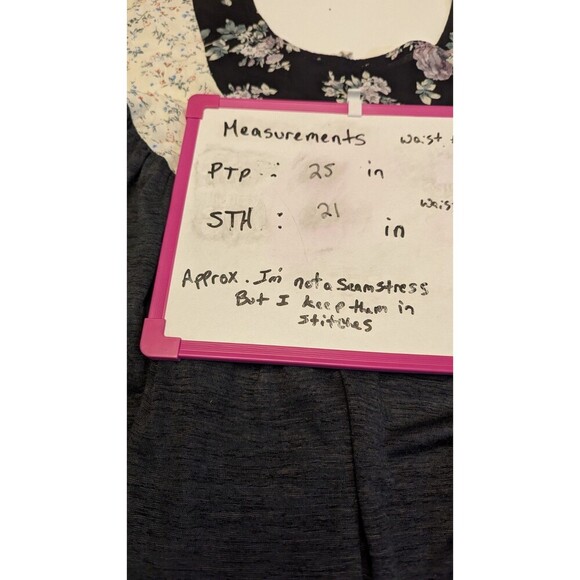 Measurements waist
PTP : 25 in
STH : 21 in
Approx. I'm not a seamstress
But I keep them in
stitches